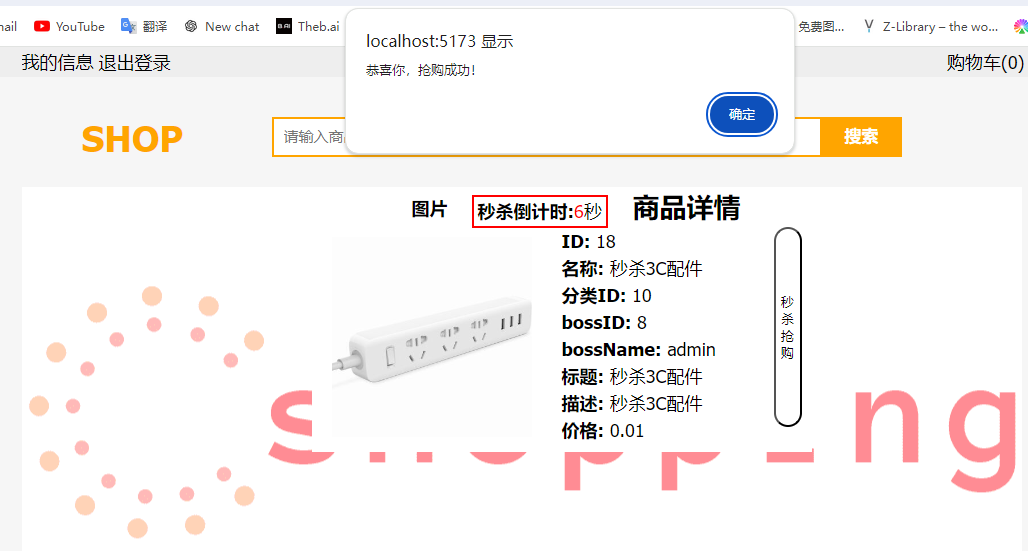 mail YouTube 翻译 New chat B.AI Theb.ai 免费图... Z-Library – the wo...
localhost:5173 显示
恭喜你，抢购成功！
确定
我的信息 退出登录 购物车(0)
SHOP 请输入商 搜索
图片 秒杀倒计时:6秒 商品详情
ID: 18
名称: 秒杀3C配件
分类ID: 10
bossID: 8
bossName: admin
标题: 秒杀3C配件
描述: 秒杀3C配件
价格: 0.01
秒杀抢购
shopping